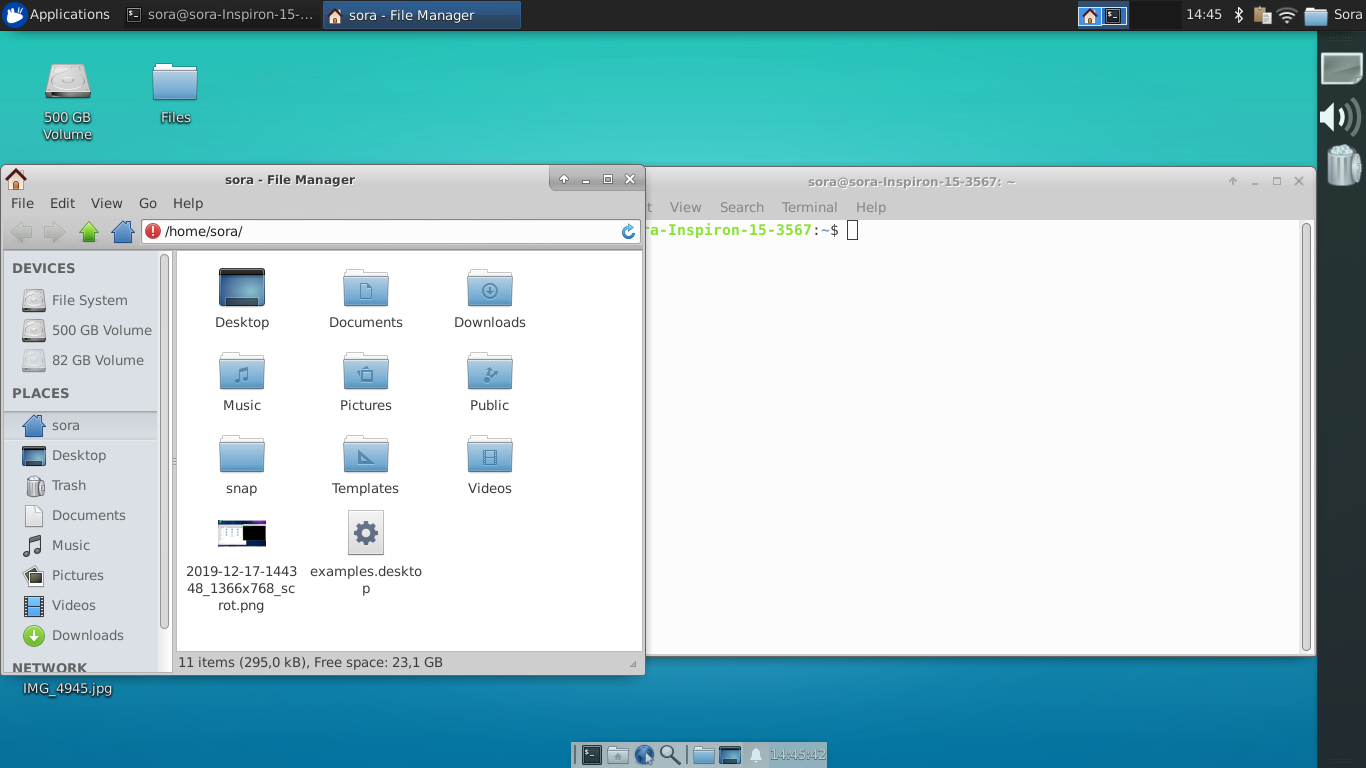 Applications
sora@sora-Inspiron-15-...
sora - File Manager
14:45
Sora
500 GB
Volume
Files
sora - File Manager
File Edit View Go Help
/home/sora/
DEVICES
File System
500 GB Volume
82 GB Volume
PLACES
sora
Desktop
Trash
Documents
Music
Pictures
Videos
Downloads
NETWORK
Desktop
Documents
Downloads
Music
Pictures
Public
snap
Templates
Videos
2019-12-17-1443
48_1366x768_sc
rot.png
examples.deskto
p
11 items (295,0 kB), Free space: 23,1 GB
sora@sora-Inspiron-15-3567: ~
t View Search Terminal Help
ra-Inspiron-15-3567:~$
IMG_4945.jpg
14:45:42